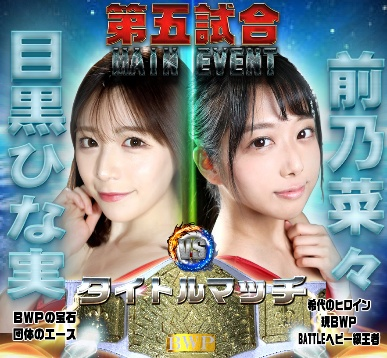 第五試合
MAIN EVENT
目黒ひな実
前乃菜々
VS
タイトルマッチ
BWPの宝石
団体のエース
希代のヒロイン
現BWP
BATTLEヘビー級王者
BWP